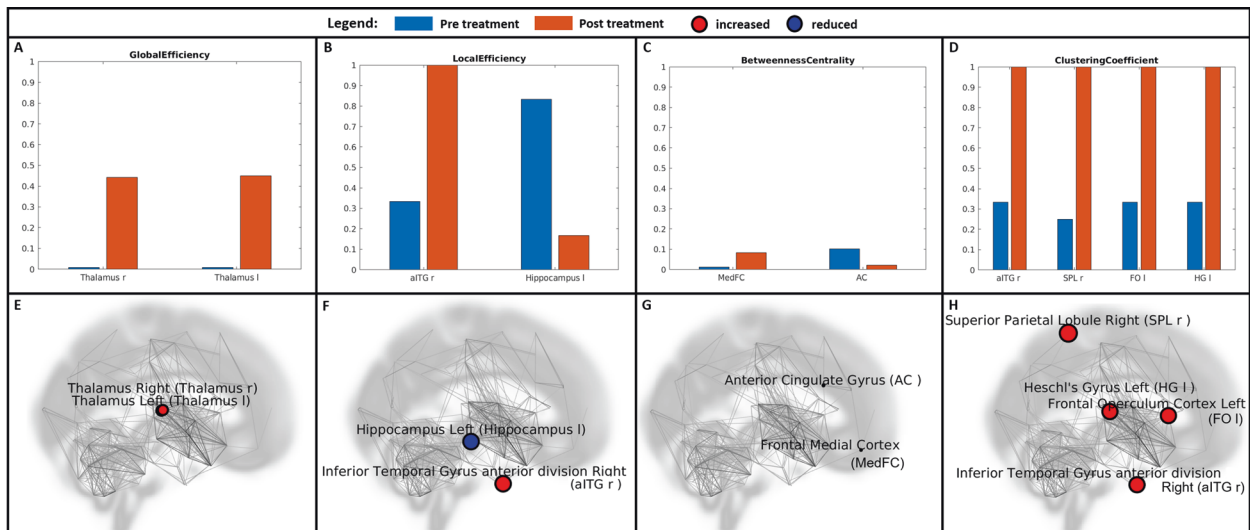 Legend: Pre treatment Post treatment increased reduced
A
GlobalEfficiency
1
0.9
0.8
0.7
0.6
0.5
0.4
0.3
0.2
0.1
0
Thalamus r Thalamus l
B
LocalEfficiency
1
0.9
0.8
0.7
0.6
0.5
0.4
0.3
0.2
0.1
0
aITG r Hippocampus l
C
BetweennessCentrality
1
0.9
0.8
0.7
0.6
0.5
0.4
0.3
0.2
0.1
0
MedFC AC
D
ClusteringCoefficient
1
0.9
0.8
0.7
0.6
0.5
0.4
0.3
0.2
0.1
0
aITG r SPL r FO l HG l
E
Thalamus Right (Thalamus r)
Thalamus Left (Thalamus l)
F
Hippocampus Left (Hippocampus l)
Inferior Temporal Gyrus anterior division Right
(aITG r )
G
Anterior Cingulate Gyrus (AC )
Frontal Medial Cortex
(MedFC)
H
Superior Parietal Lobule Right (SPL r )
Heschl's Gyrus Left (HG l )
Frontal Operculum Cortex Left
(FO l)
Inferior Temporal Gyrus anterior division
Right (aITG r)